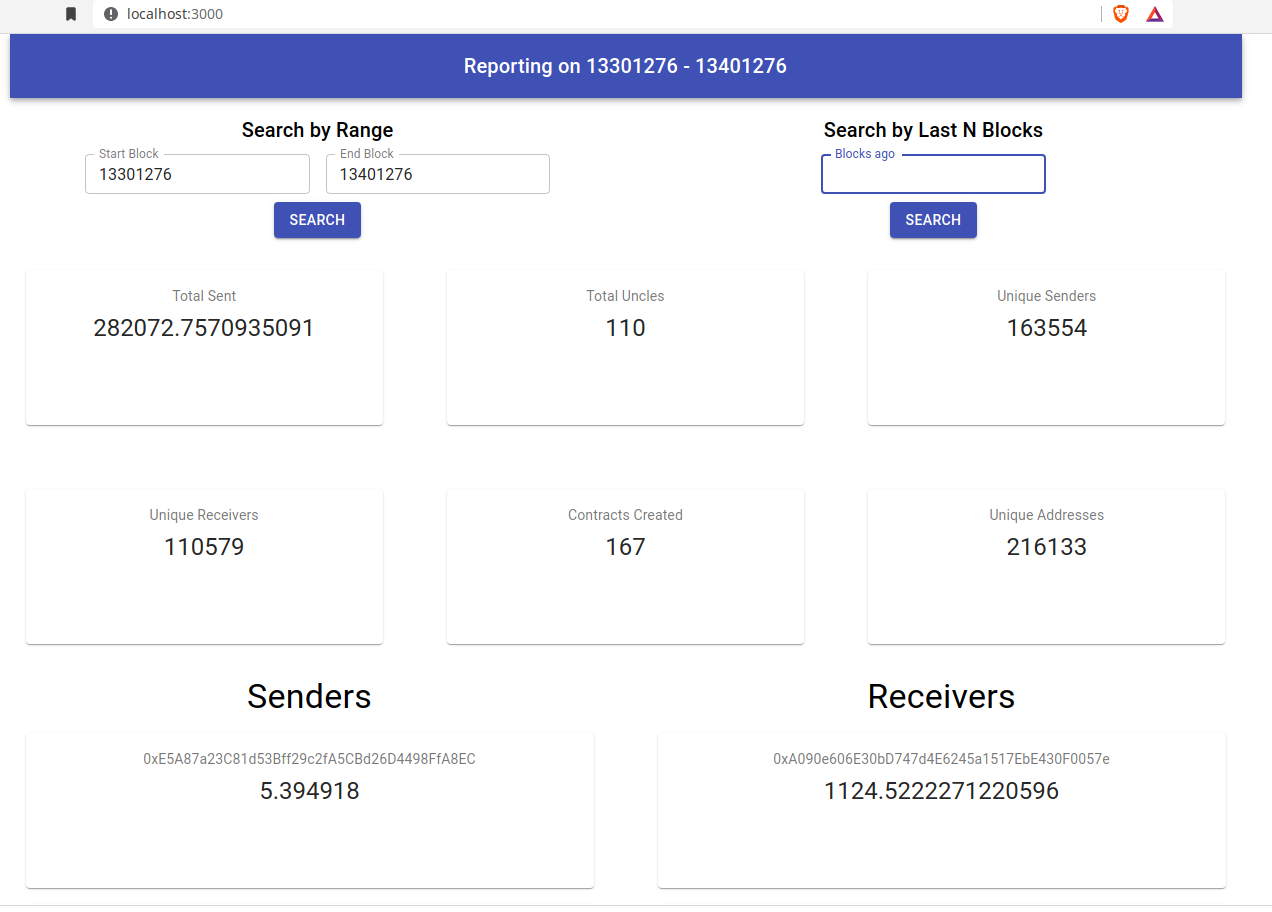 localhost:3000
Reporting on 13301276 - 13401276
Search by Range
Search by Last N Blocks
Start Block
End Block
Blocks ago
13301276
13401276
SEARCH
SEARCH
Total Sent
282072.7570935091
Total Uncles
110
Unique Senders
163554
Unique Receivers
110579
Contracts Created
167
Unique Addresses
216133
Senders
Receivers
0xE5A87a23C81d53Bff29c2fA5CBd26D4498FfA8EC
5.394918
0xA090e606E30bD747d4E6245a1517EbE430F0057e
1124.5222271220596